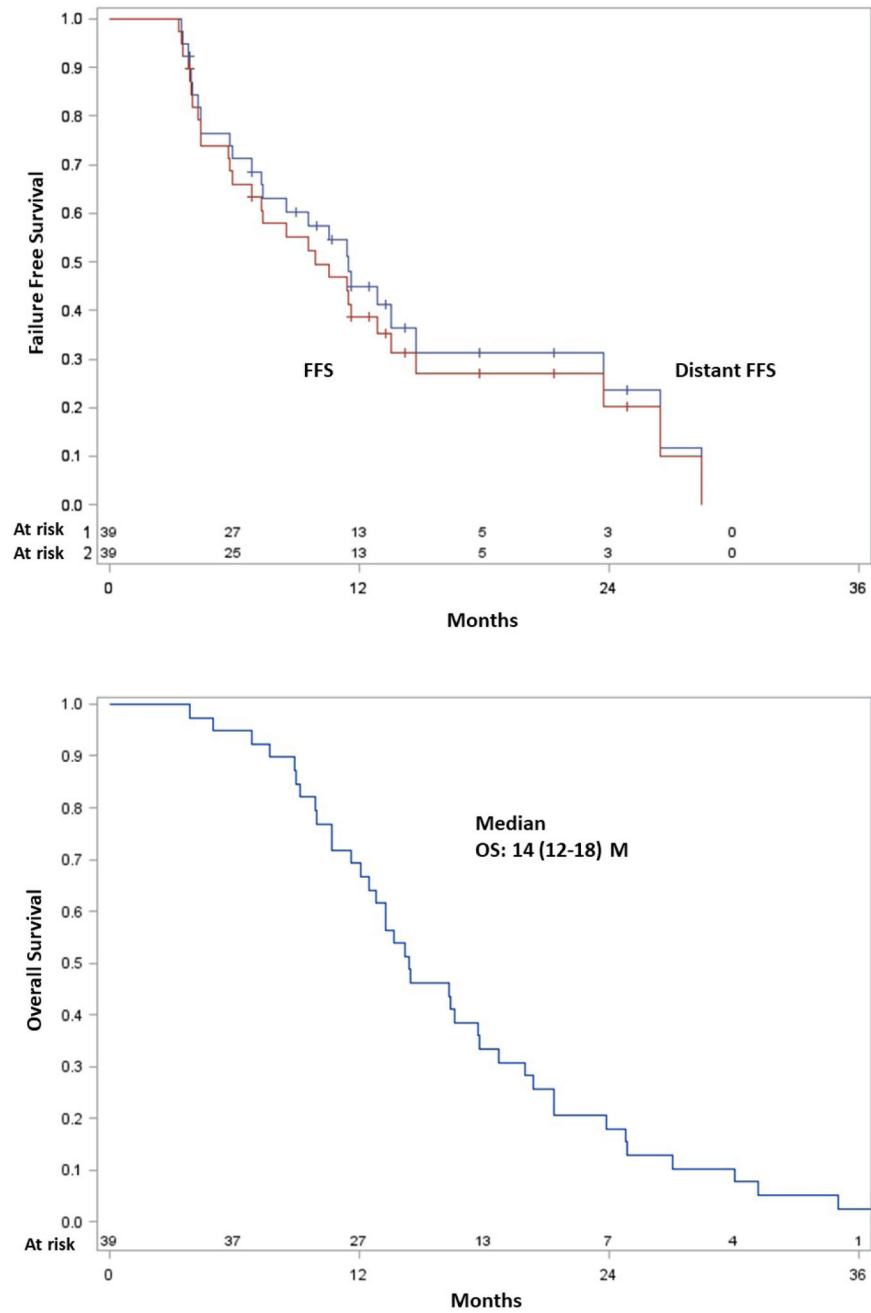 1.0
0.9
0.8
0.7
0.6
0.5
0.4
0.3
0.2
0.1
0.0
Failure Free Survival
FFS
Distant FFS
At risk 1 39 27 13 5 3 0
At risk 2 39 25 13 5 3 0
0 12 24 36
Months
1.0
0.9
0.8
0.7
0.6
0.5
0.4
0.3
0.2
0.1
0.0
Overall Survival
Median
OS: 14 (12-18) M
At risk 39 37 27 13 7 4 1
0 12 24 36
Months